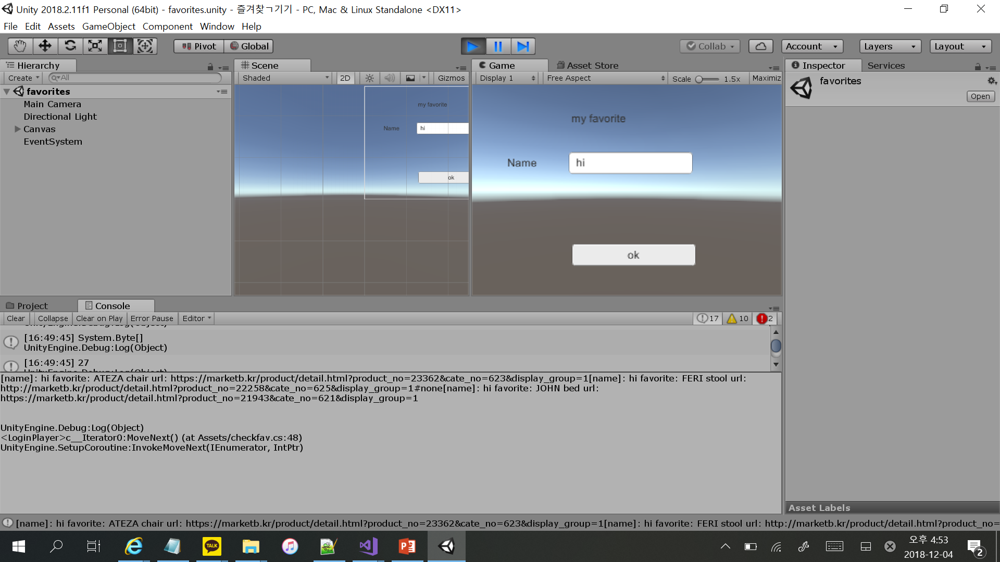 Unity 2018.2.11f1 Personal (64bit) - favorites.unity - 즐겨찾ㄱ기기 - PC, Mac & Linux Standalone <DX11>
File Edit Assets GameObject Component Window Help
Pivot Global Collab Account Layers Layout
Hierarchy
Create All
favorites
Main Camera
Directional Light
Canvas
EventSystem
Scene
Shaded 2D Gizmos
my favorite
Name hi
ok
Game Asset Store
Display 1 Free Aspect Scale 1.5x Maximiz
my favorite
Name hi
ok
Inspector Services
favorites
Open
Asset Labels
Project Console
Clear Collapse Clear on Play Error Pause Editor 17 10 2
UnityEngine.Debug:Log(Object)
[16:49:45] System.Byte[]
UnityEngine.Debug:Log(Object)
[16:49:45] 27
UnityEngine.Debug:Log(Object)
[name]: hi favorite: ATEZA chair url: https://marketb.kr/product/detail.html?product_no=23362&cate_no=623&display_group=1[name]: hi favorite: FERI stool url:
http://marketb.kr/product/detail.html?product_no=22258&cate_no=625&display_group=1#none[name]: hi favorite: JOHN bed url:
https://marketb.kr/product/detail.html?product_no=21943&cate_no=621&display_group=1
UnityEngine.Debug:Log(Object)
<LoginPlayer>c__Iterator0:MoveNext() (at Assets/checkfav.cs:48)
UnityEngine.SetupCoroutine:InvokeMoveNext(IEnumerator, IntPtr)
[name]: hi favorite: ATEZA chair url: https://marketb.kr/product/detail.html?product_no=23362&cate_no=623&display_group=1[name]: hi favorite: FERI stool url: http://marketb.kr/product/detail.html?product_no=
TALK
오후 4:53
2018-12-04
2